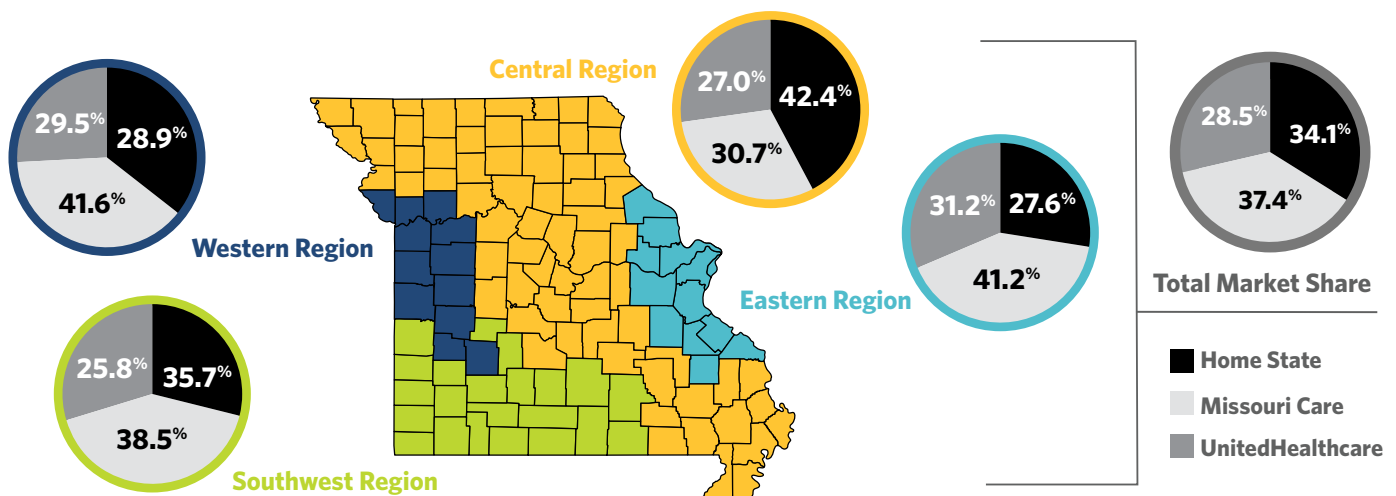 Central Region
27.0%
42.4%
30.7%
29.5%
28.9%
41.6%
Western Region
31.2%
27.6%
41.2%
Eastern Region
28.5%
34.1%
37.4%
Total Market Share
25.8%
35.7%
38.5%
Southwest Region
Home State
Missouri Care
UnitedHealthcare